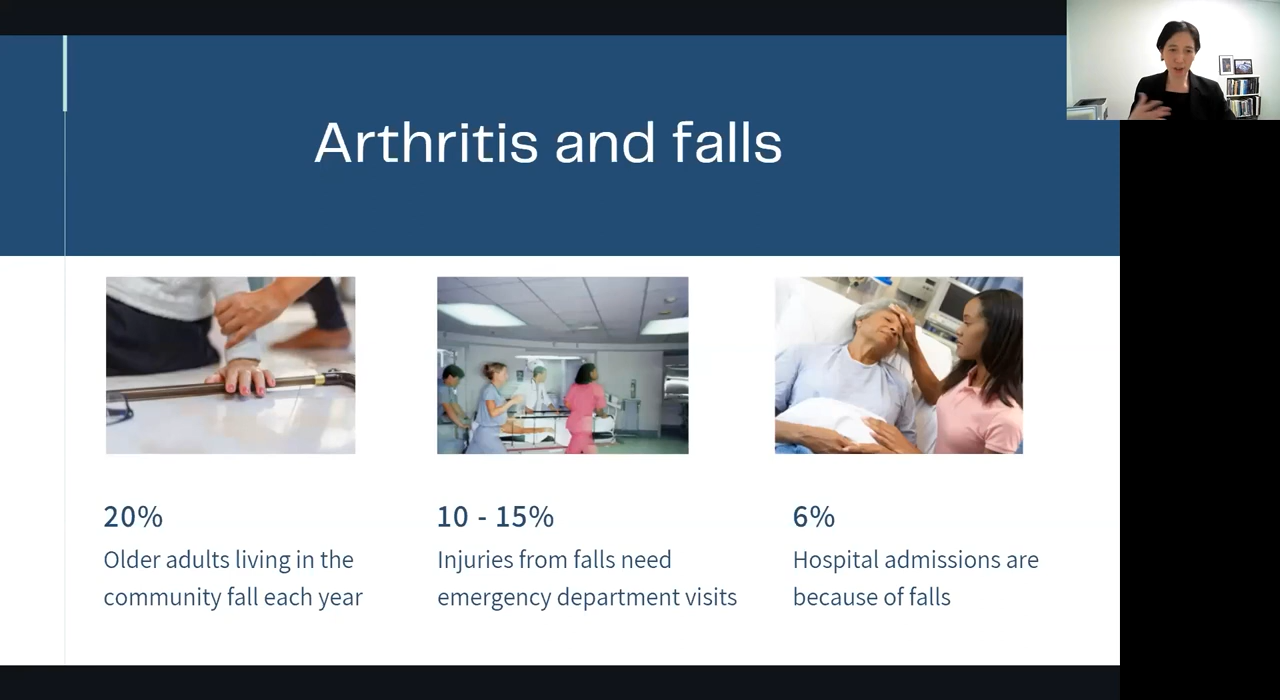 Arthritis and falls
20%
Older adults living in the
community fall each year
10 - 15%
Injuries from falls need
emergency department visits
6%
Hospital admissions are
because of falls